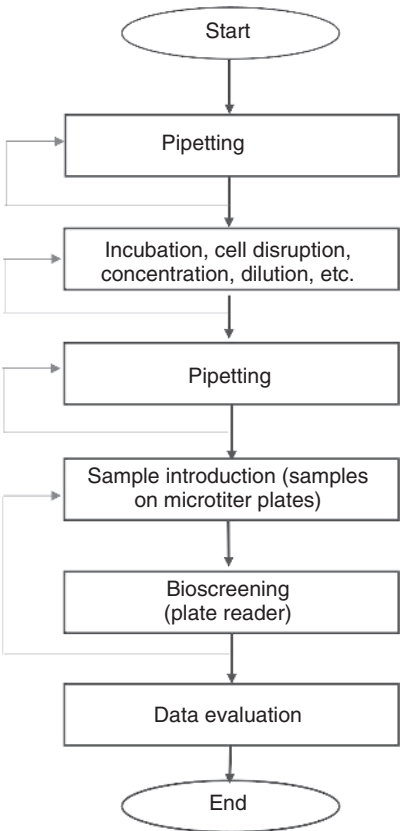 Start
Pipetting
Incubation, cell disruption,
concentration, dilution, etc.
Pipetting
Sample introduction (samples
on microtiter plates)
Bioscreening
(plate reader)
Data evaluation
End